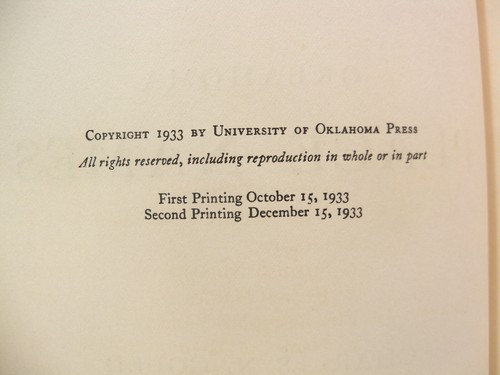 COPYRIGHT 1933 BY UNIVERSITY OF OKLAHOMA PRESS
All rights reserved, including reproduction in whole or in part
First Printing October 15, 1933
Second Printing December 15, 1933